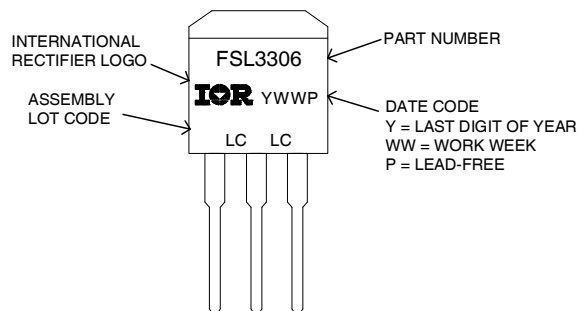 INTERNATIONAL
RECTIFIER LOGO
ASSEMBLY
LOT CODE
FSL3306
IOR YWWP
LC LC
PART NUMBER
DATE CODE
Y = LAST DIGIT OF YEAR
WW = WORK WEEK
P = LEAD-FREE